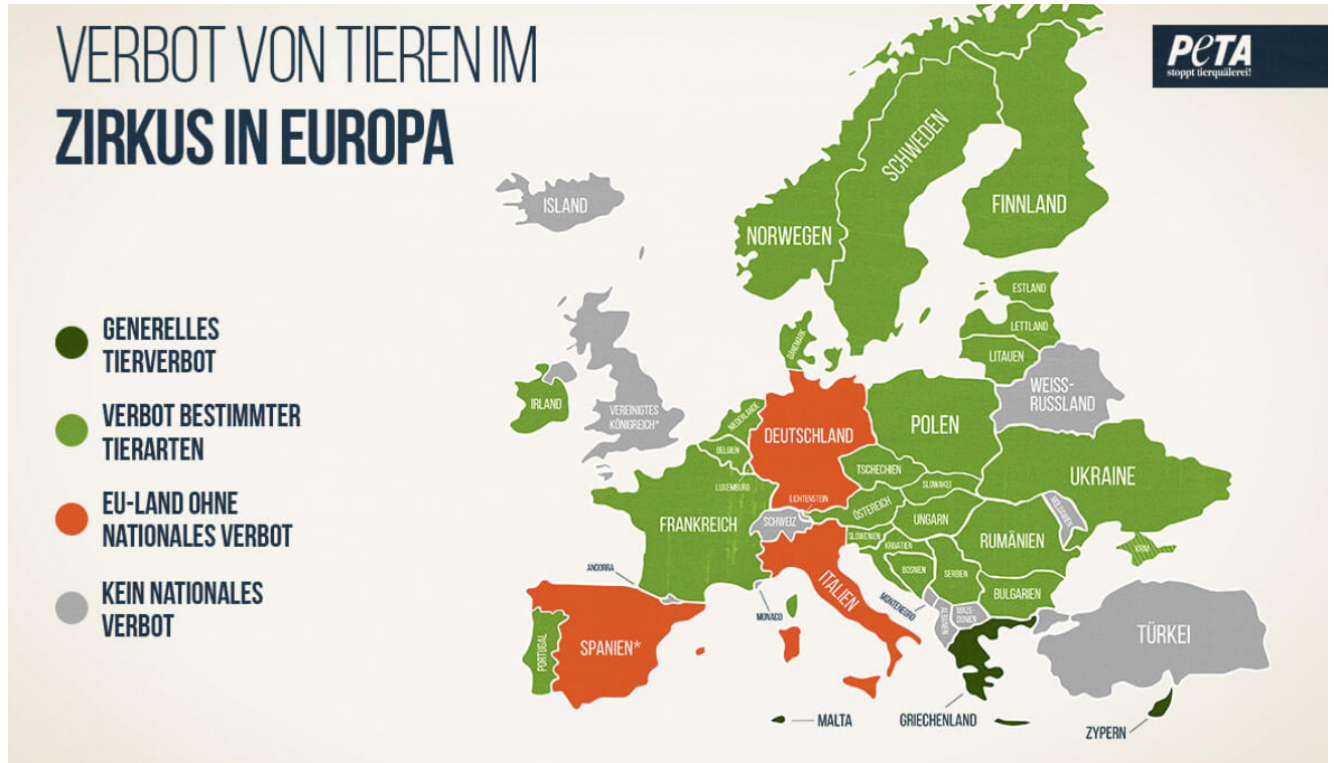 VERBOT VON TIEREN IM
ZIRKUS IN EUROPA
PETA
stoppt tierquälerei!
GENERELLES
TIERVERBOT
VERBOT BESTIMMTER
TIERARTEN
EU-LAND OHNE
NATIONALES VERBOT
KEIN NATIONALES
VERBOT
ISLAND
SCHWEDEN
FINNLAND
NORWEGEN
ESTLAND
LETTLAND
LITAUEN
DÄNEMARK
WEISS-
RUSSLAND
IRLAND
VEREINIGTES
KÖNIGREICH*
NIEDERLANDE
BELGIEN
LUXEMBURG
DEUTSCHLAND
POLEN
UKRAINE
TSCHECHIEN
SLOWAKEI
LICHTENSTEIN
ÖSTERREICH
UNGARN
MOLDAWIEN
FRANKREICH
SCHWEIZ
SLOWENIEN
KROATIEN
RUMÄNIEN
KRIM
BOSNIEN
SERBIEN
BULGARIEN
ANDORRA
MONACO
ITALIEN
MONTENEGRO
ALBANIEN
MAZE-
DONIEN
TÜRKEI
PORTUGAL
SPANIEN*
MALTA
GRIECHENLAND
ZYPERN